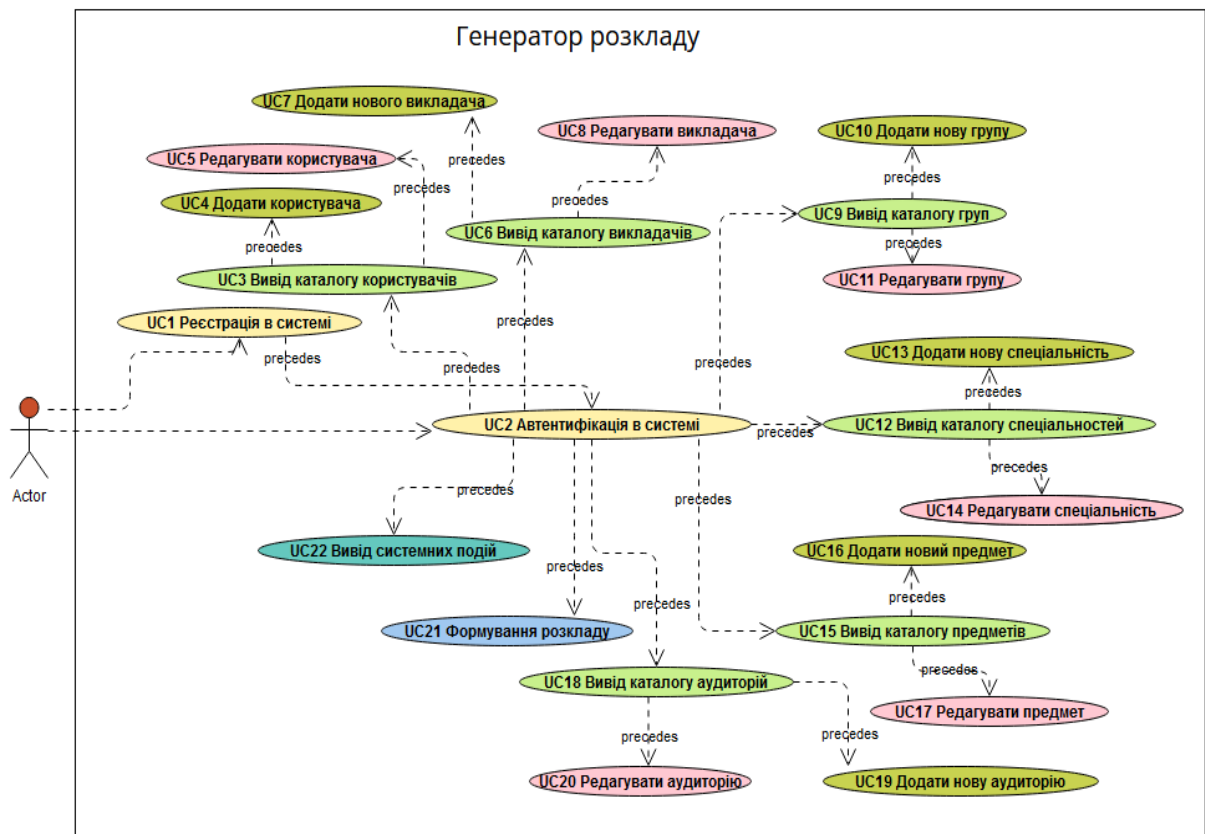 Генератор розкладу
UC7 Додати нового викладача
UC8 Редагувати викладача
UC10 Додати нову групу
UC5 Редагувати користувача
precedes
precedes
precedes
precedes
UC4 Додати користувача
UC9 Вивід каталогу груп
UC6 Вивід каталогу викладачів
precedes
precedes
UC3 Вивід каталогу користувачів
UC11 Редагувати групу
UC1 Реєстрація в системі
precedes
UC13 Додати нову спеціальність
precedes
precedes
precedes
precedes
UC2 Автентифікація в системі
UC12 Вивід каталогу спеціальностей
precedes
precedes
precedes
Actor
UC14 Редагувати спеціальність
UC22 Вивід системних подій
UC16 Додати новий предмет
precedes
precedes
precedes
precedes
UC21 Формування розкладу
UC15 Вивід каталогу предметів
precedes
UC18 Вивід каталогу аудиторій
UC17 Редагувати предмет
precedes
precedes
UC20 Редагувати аудиторію
UC19 Додати нову аудиторію